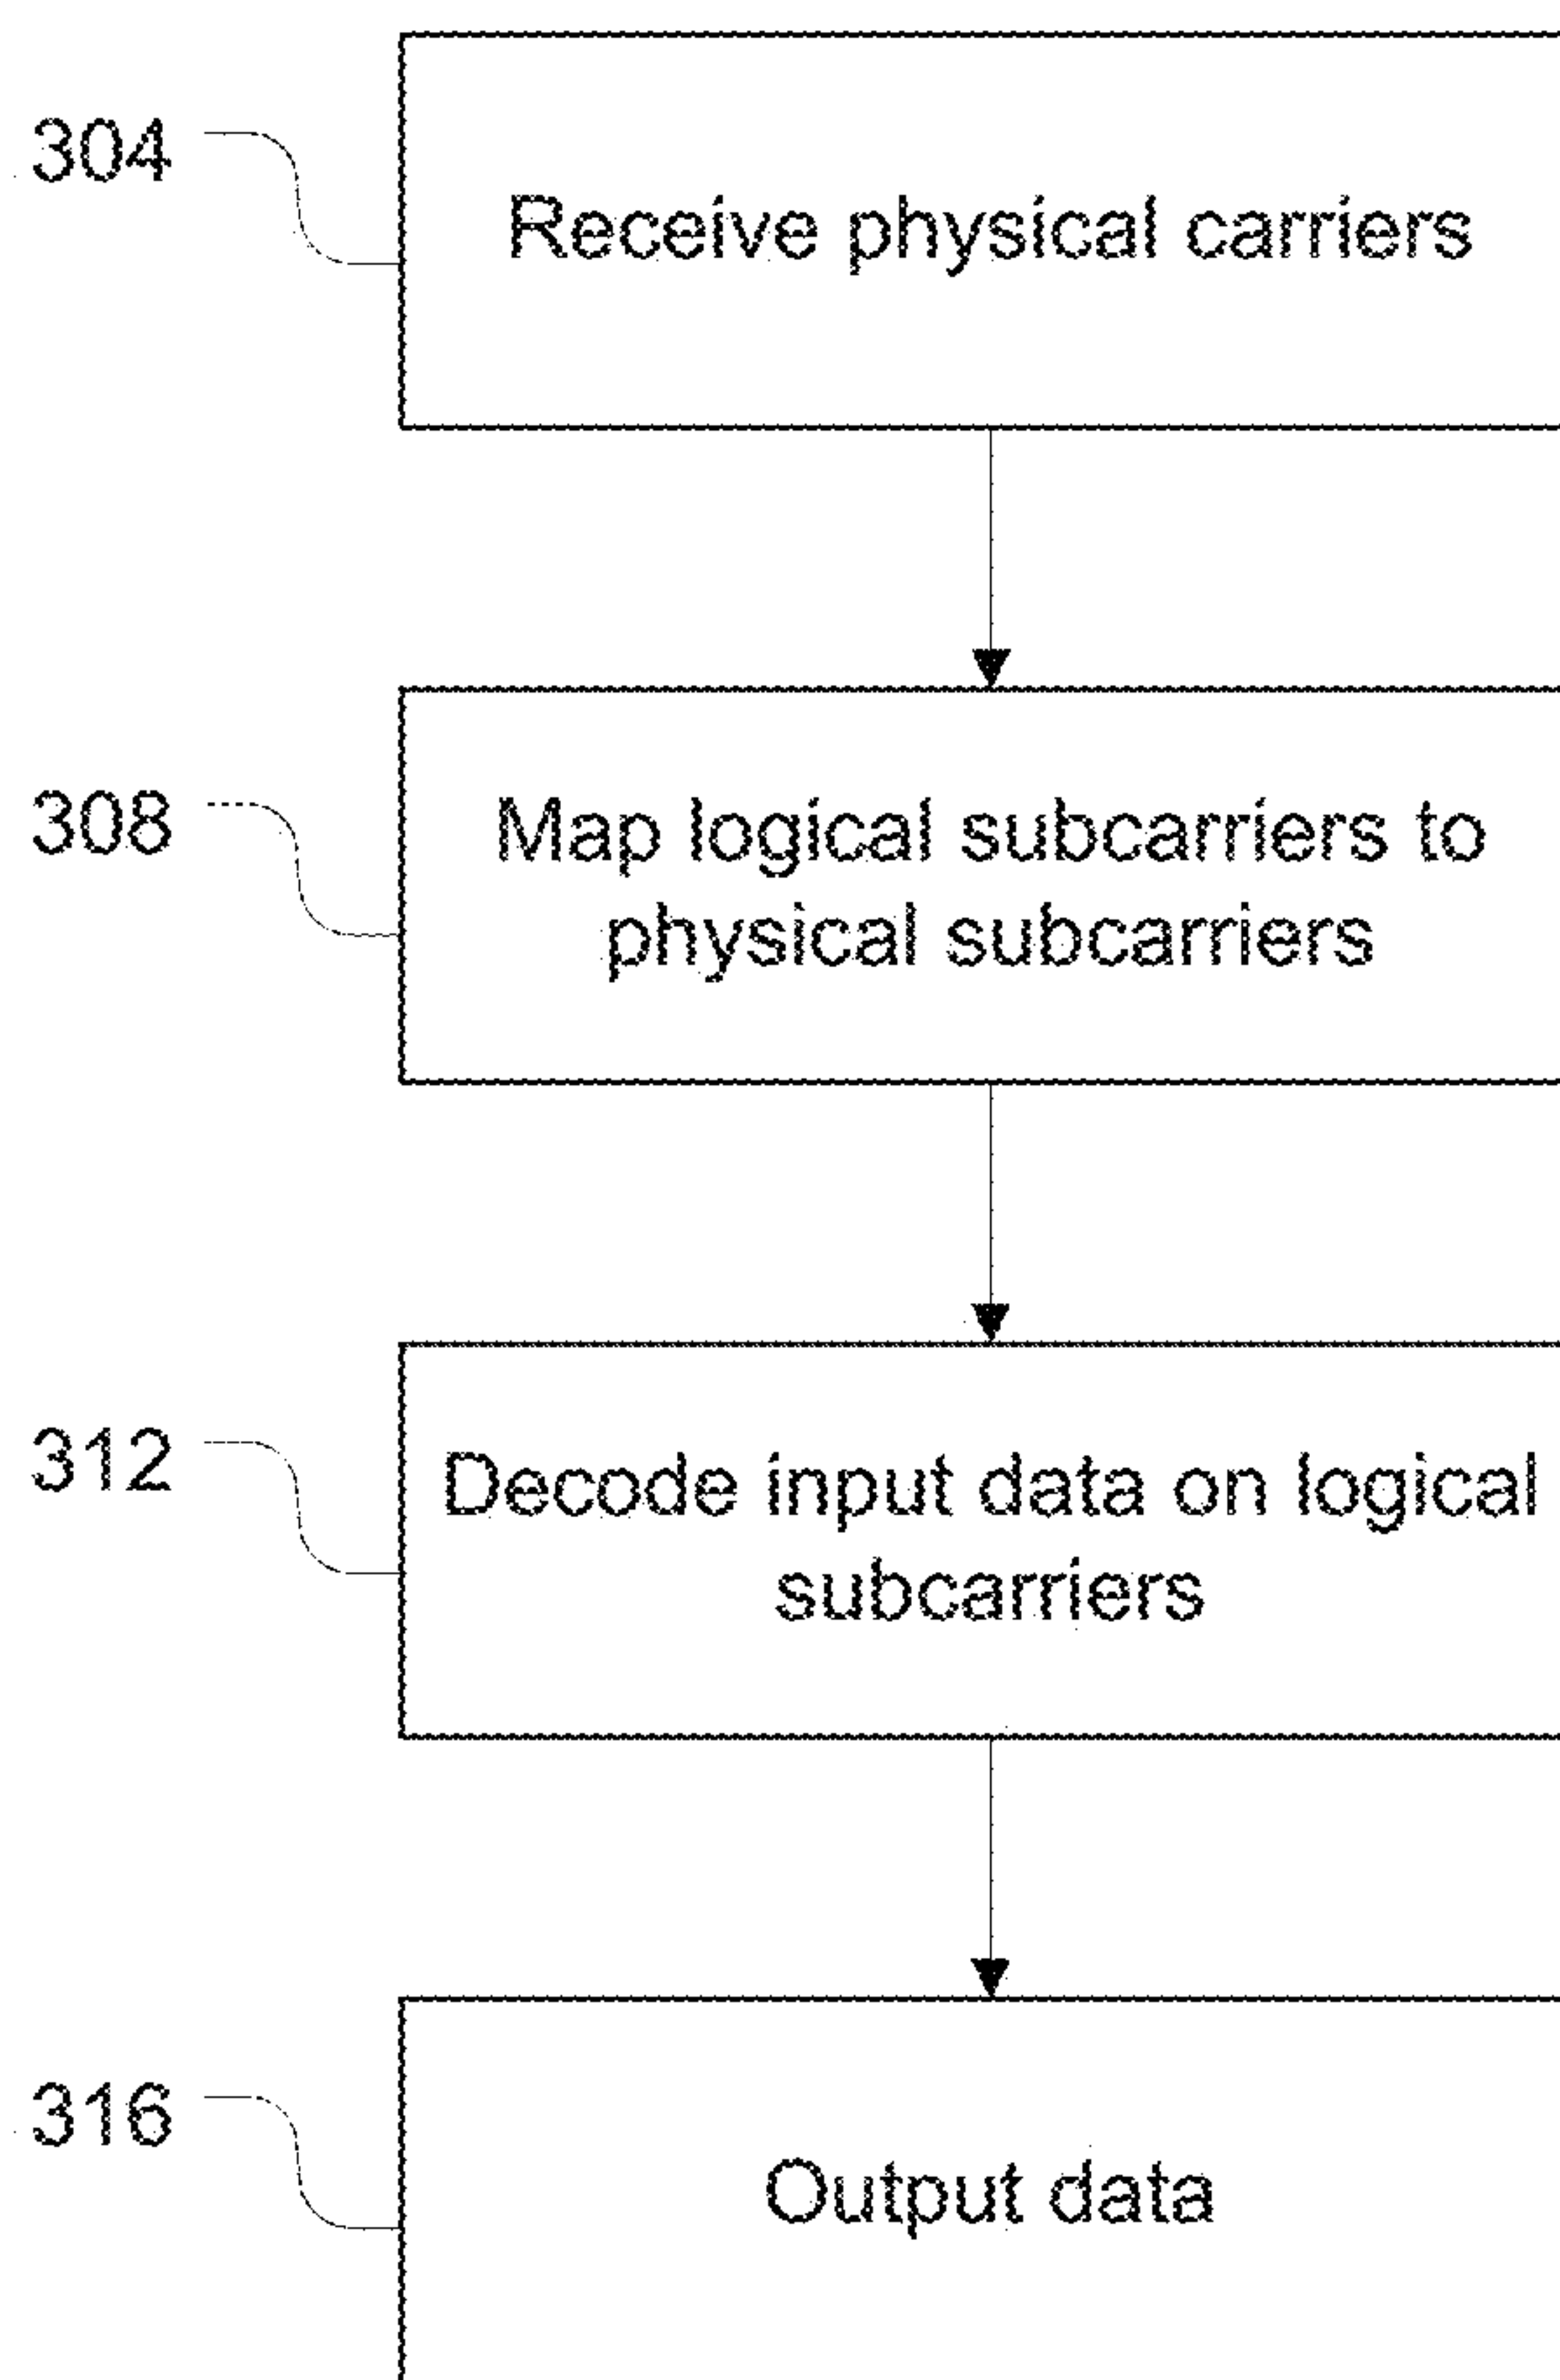 304
Receive physical carriers
308
Map logical subcarriers to
physical subcarriers
312
Decode input data on logical
subcarriers
316
Output data